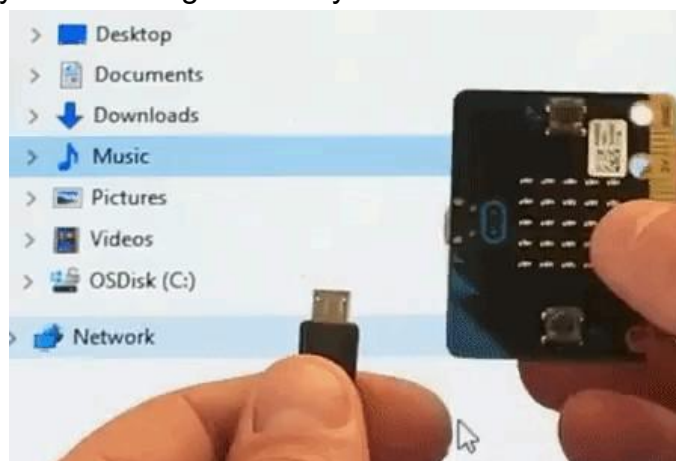 Desktop
Documents
Downloads
Music
Pictures
Videos
OSDisk (C:)
Network